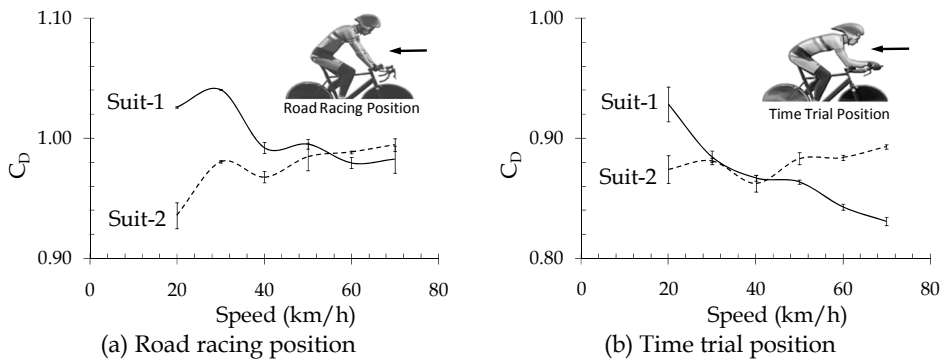 1.10
Suit-1
Road Racing Position
1.00
C_D
Suit-2
0.90
0 20 40 60 80
Speed (km/h)
(a) Road racing position
1.00
Suit-1
Time Trial Position
0.90
C_D
Suit-2
0.80
0 20 40 60 80
Speed (km/h)
(b) Time trial position